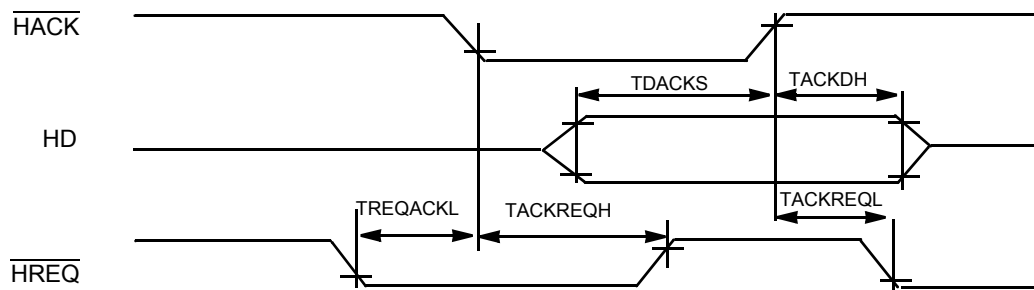 HACK
TDACKS
TACKDH
HD
TREQACKL
TACKREQH
TACKREQL
HREQ